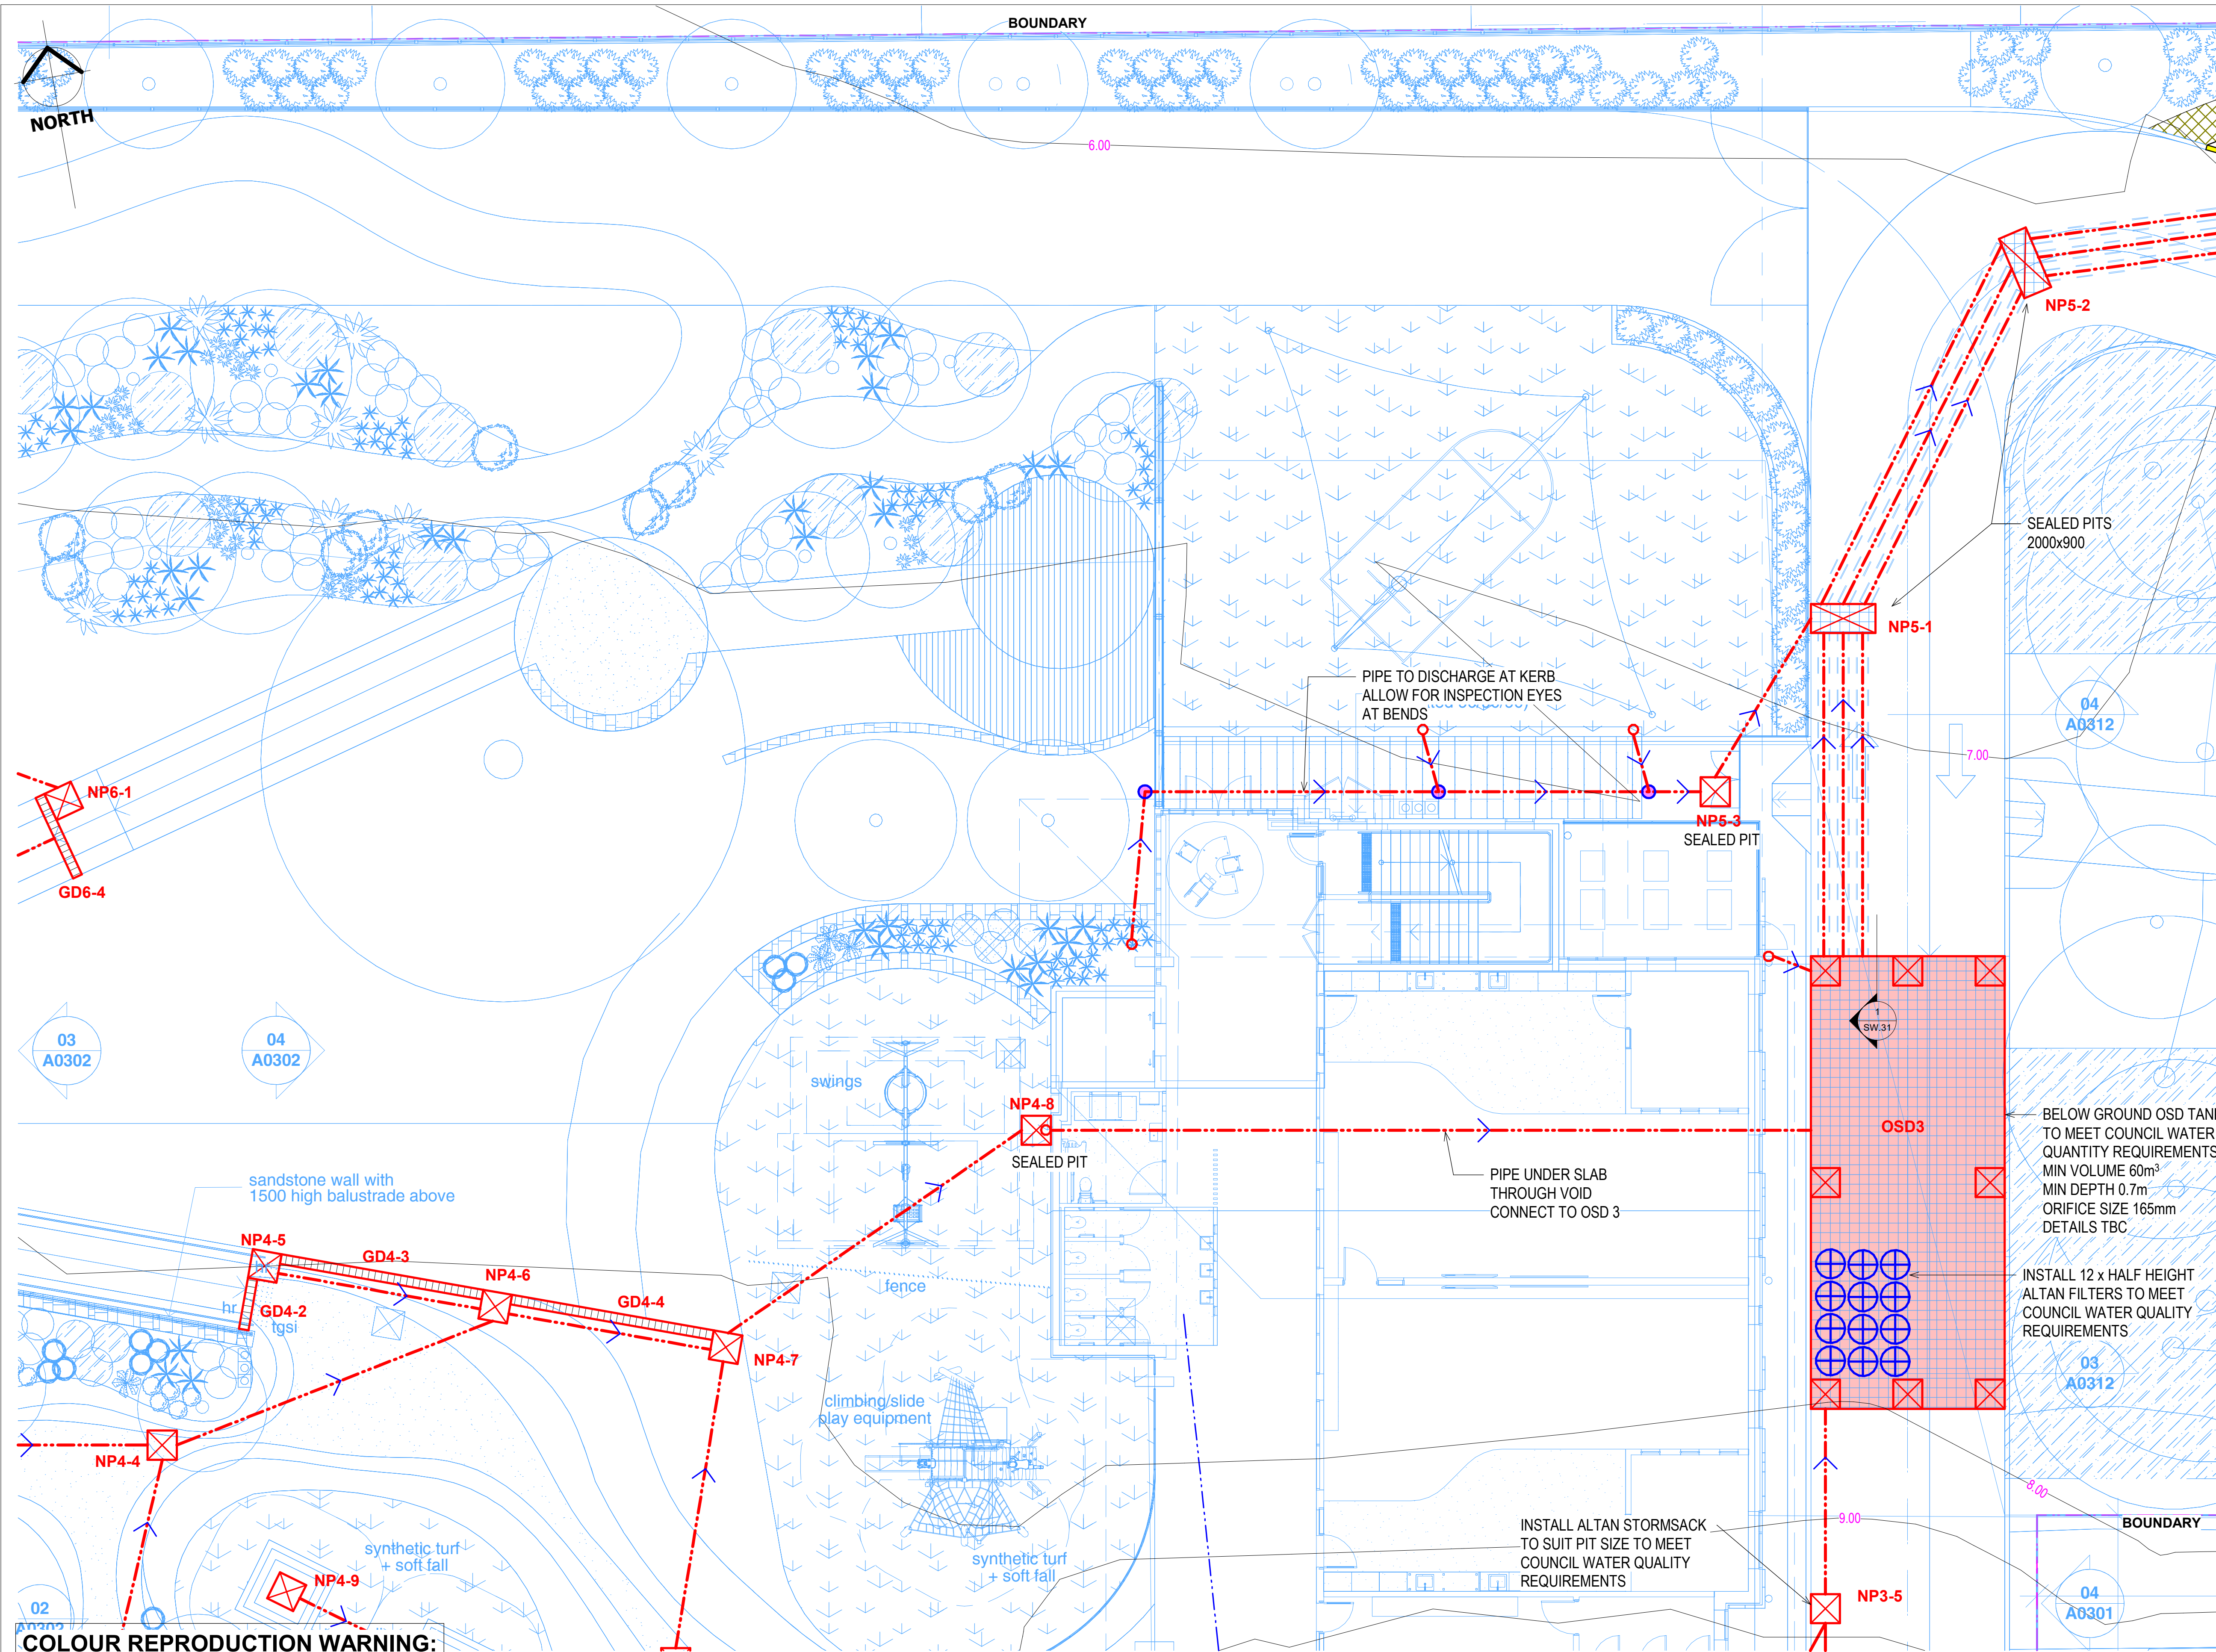 BOUNDARY
NORTH
6.00
NP5-2
SEALED PITS
2000x900
NP5-1
PIPE TO DISCHARGE AT KERB
ALLOW FOR INSPECTION EYES
AT BENDS
04
A0312
7.00
NP6-1
GD6-4
NP5-3
SEALED PIT
1
SW.31
03
A0302
04
A0302
swings
NP4-8
SEALED PIT
OSD3
BELOW GROUND OSD TAN
TO MEET COUNCIL WATER
QUANTITY REQUIREMENTS
MIN VOLUME 60m³
MIN DEPTH 0.7m
ORIFICE SIZE 165mm
DETAILS TBC
sandstone wall with
1500 high balustrade above
PIPE UNDER SLAB
THROUGH VOID
CONNECT TO OSD 3
NP4-5
GD4-3
NP4-6
GD4-4
GD4-2
hr
hr
tgsi
fence
INSTALL 12 x HALF HEIGHT
ALTAN FILTERS TO MEET
COUNCIL WATER QUALITY
REQUIREMENTS
NP4-7
03
A0312
climbing/slide
play equipment
NP4-4
8.00
INSTALL ALTAN STORMSACK
TO SUIT PIT SIZE TO MEET
COUNCIL WATER QUALITY
REQUIREMENTS
9.00
BOUNDARY
synthetic turf
+ soft fall
synthetic turf
+ soft fall
NP4-9
NP3-5
04
A0301
02
A0302
COLOUR REPRODUCTION WARNING: